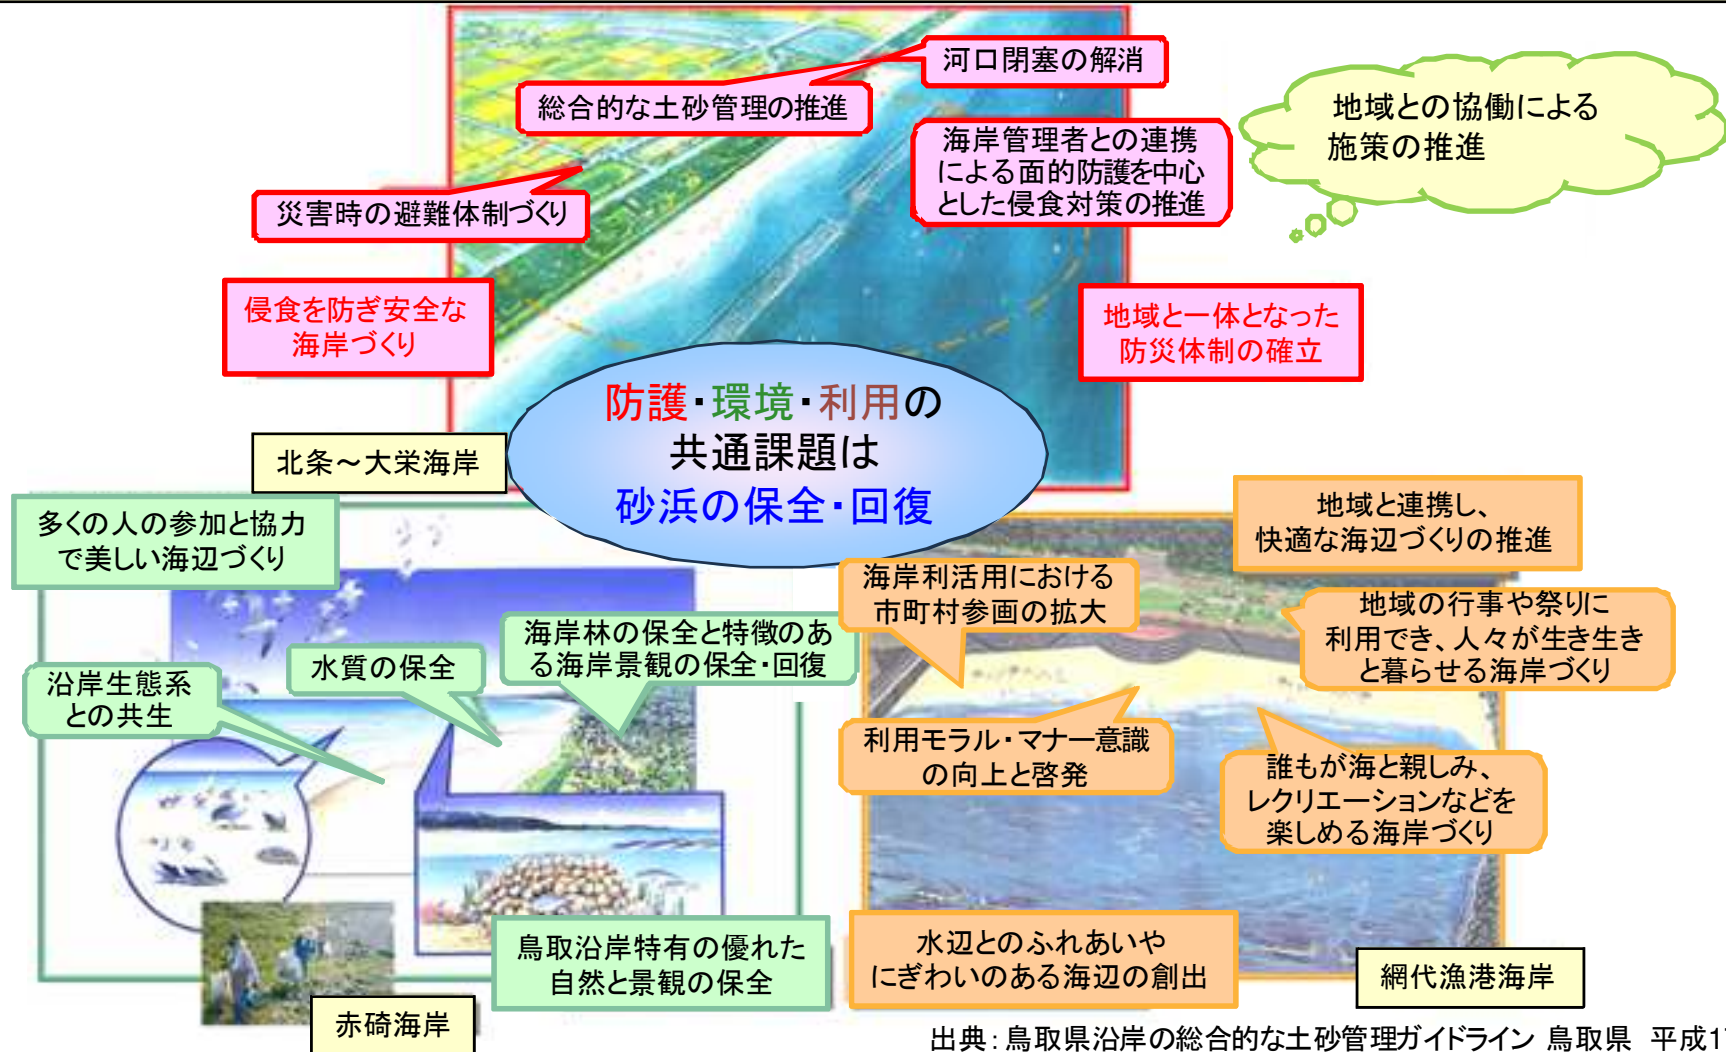 河口閉塞の解消
総合的な土砂管理の推進
海岸管理者との連携
による面的防護を中心
とした侵食対策の推進
災害時の避難体制づくり
地域との協働による
施策の推進
侵食を防ぎ安全な
海岸づくり
地域と一体となった
防災体制の確立
防護・環境・利用の
共通課題は
砂浜の保全・回復
北条～大栄海岸
多くの人の参加と協力
で美しい海辺づくり
沿岸生態系
との共生
水質の保全
海岸林の保全と特徴のあ
る海岸景観の保全・回復
鳥取沿岸特有の優れた
自然と景観の保全
赤碕海岸
地域と連携し、
快適な海辺づくりの推進
海岸利活用における
市町村参画の拡大
地域の行事や祭りに
利用でき、人々が生き生き
と暮らせる海岸づくり
利用モラル・マナー意識
の向上と啓発
誰もが海と親しみ、
レクリエーションなどを
楽しめる海岸づくり
水辺とのふれあいや
にぎわいのある海辺の創出
網代漁港海岸
出典：鳥取県沿岸の総合的な土砂管理ガイドライン 鳥取県 平成1